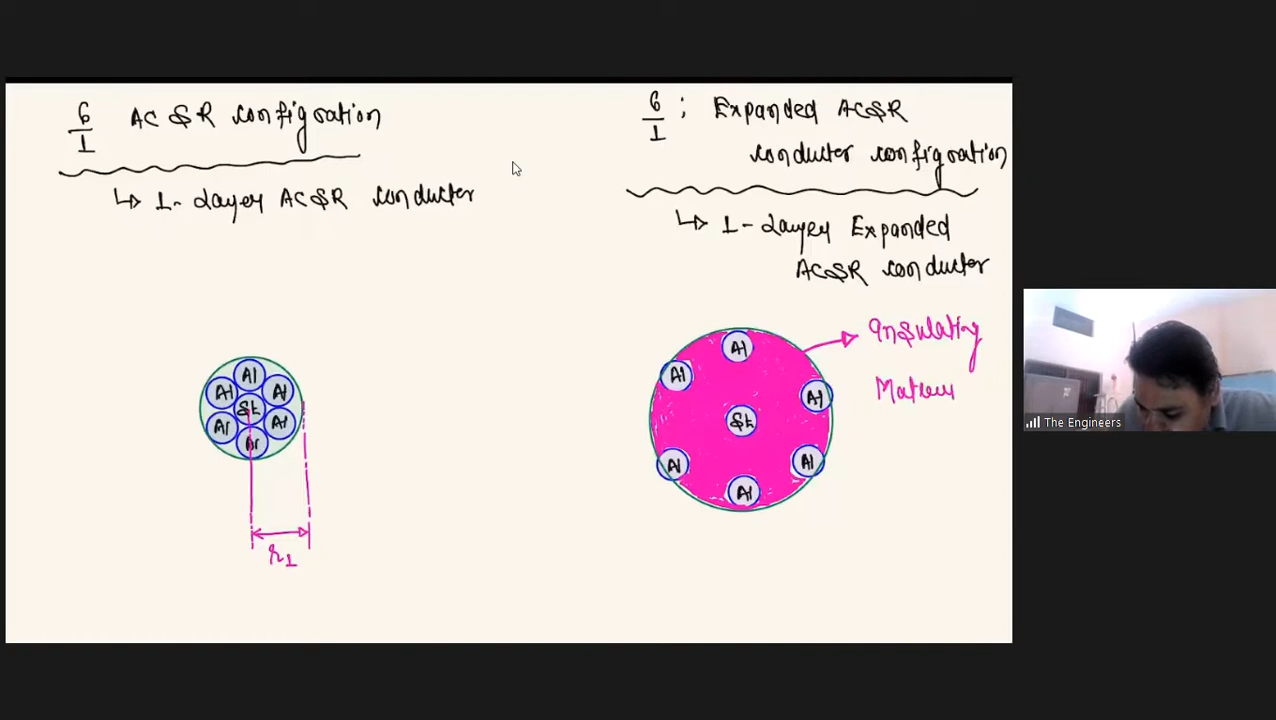 6/1 ACSR configration
↳ 1-Layer ACSR conductor
6/1 : Expanded ACSR
conductor configration
↳ 1-Layer Expanded
ACSR conductor
Insulating
Al
Al
Al
St
Al
Al
Al
r1
Al
Al
Al
St
Al
Al
Al
The Engineers